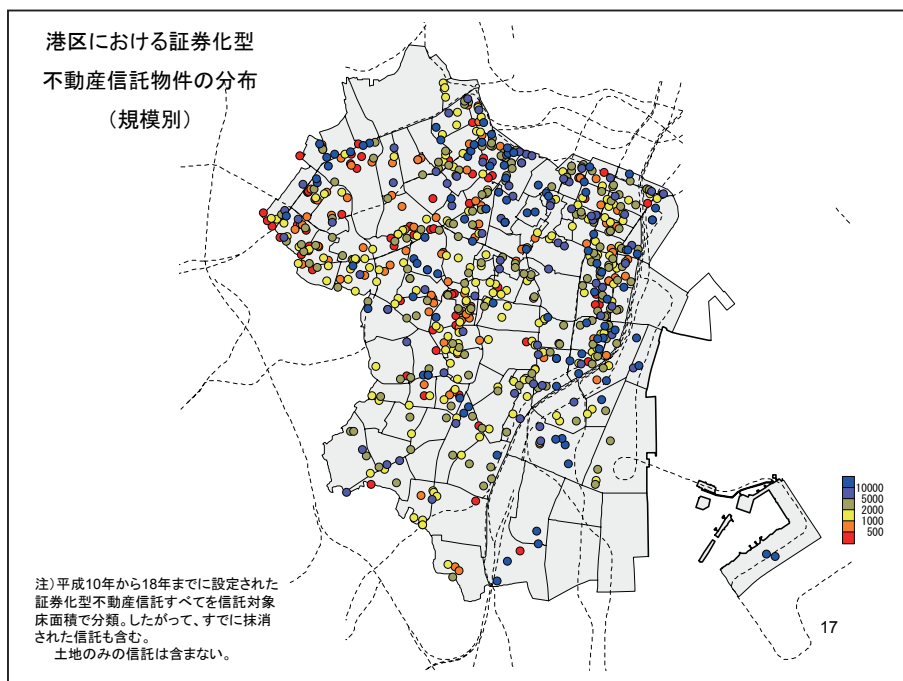 港区における証券化型
不動産信託物件の分布
（規模別）
10000
5000
2000
1000
500
注）平成10年から18年までに設定された
証券化型不動産信託すべてを信託対象
床面積で分類。したがって、すでに抹消
された信託も含む。
土地のみの信託は含まない。
17